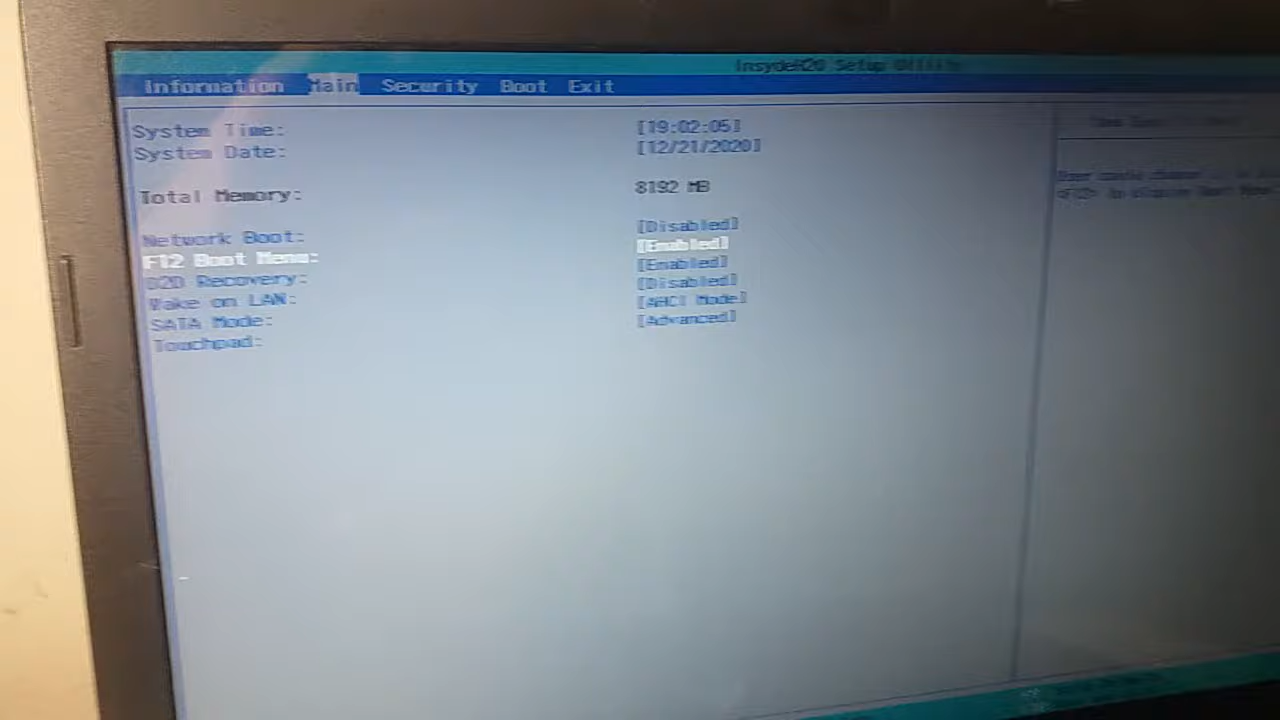 InsydeH20 Setup Utility
Information Main Security Boot Exit
System Time: [19:02:05]
System Date: [12/21/2020]
Total Memory: 8192 MB
Network Boot: [Disabled]
F12 Boot Menu: [Enabled]
D2D Recovery: [Enabled]
Wake on LAN: [Disabled]
SATA Mode: [AHCI Mode]
Touchpad: [Advanced]